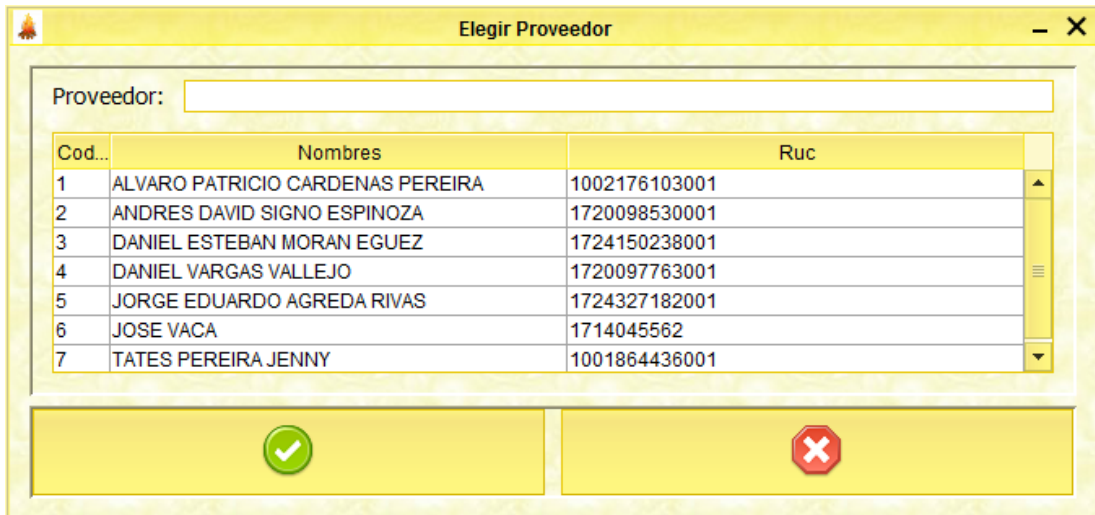 Elegir Proveedor
Proveedor:
Cod... Nombres Ruc
1 ALVARO PATRICIO CARDENAS PEREIRA 1002176103001
2 ANDRES DAVID SIGNO ESPINOZA 1720098530001
3 DANIEL ESTEBAN MORAN EGUEZ 1724150238001
4 DANIEL VARGAS VALLEJO 1720097763001
5 JORGE EDUARDO AGREDA RIVAS 1724327182001
6 JOSE VACA 1714045562
7 TATES PEREIRA JENNY 1001864436001